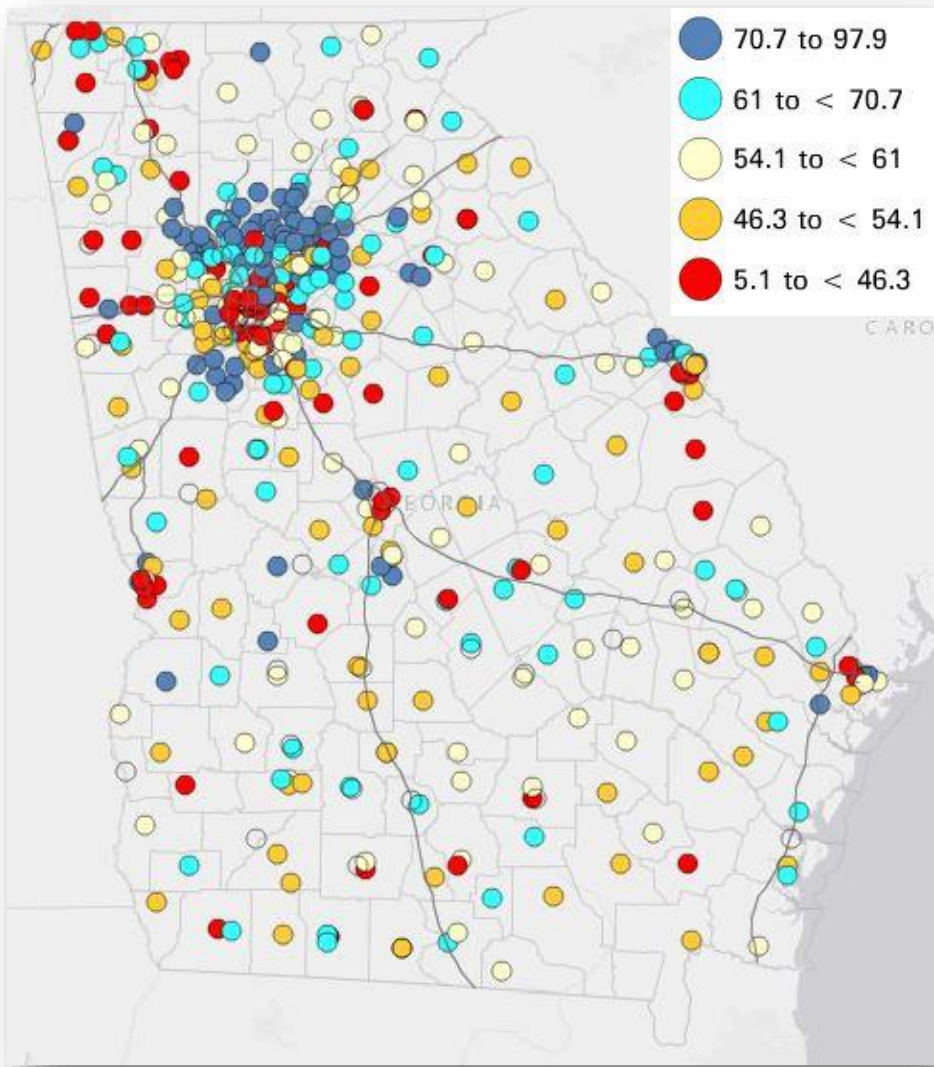 70.7 to 97.9
61 to < 70.7
54.1 to < 61
46.3 to < 54.1
5.1 to < 46.3
CARO
GEORGIA